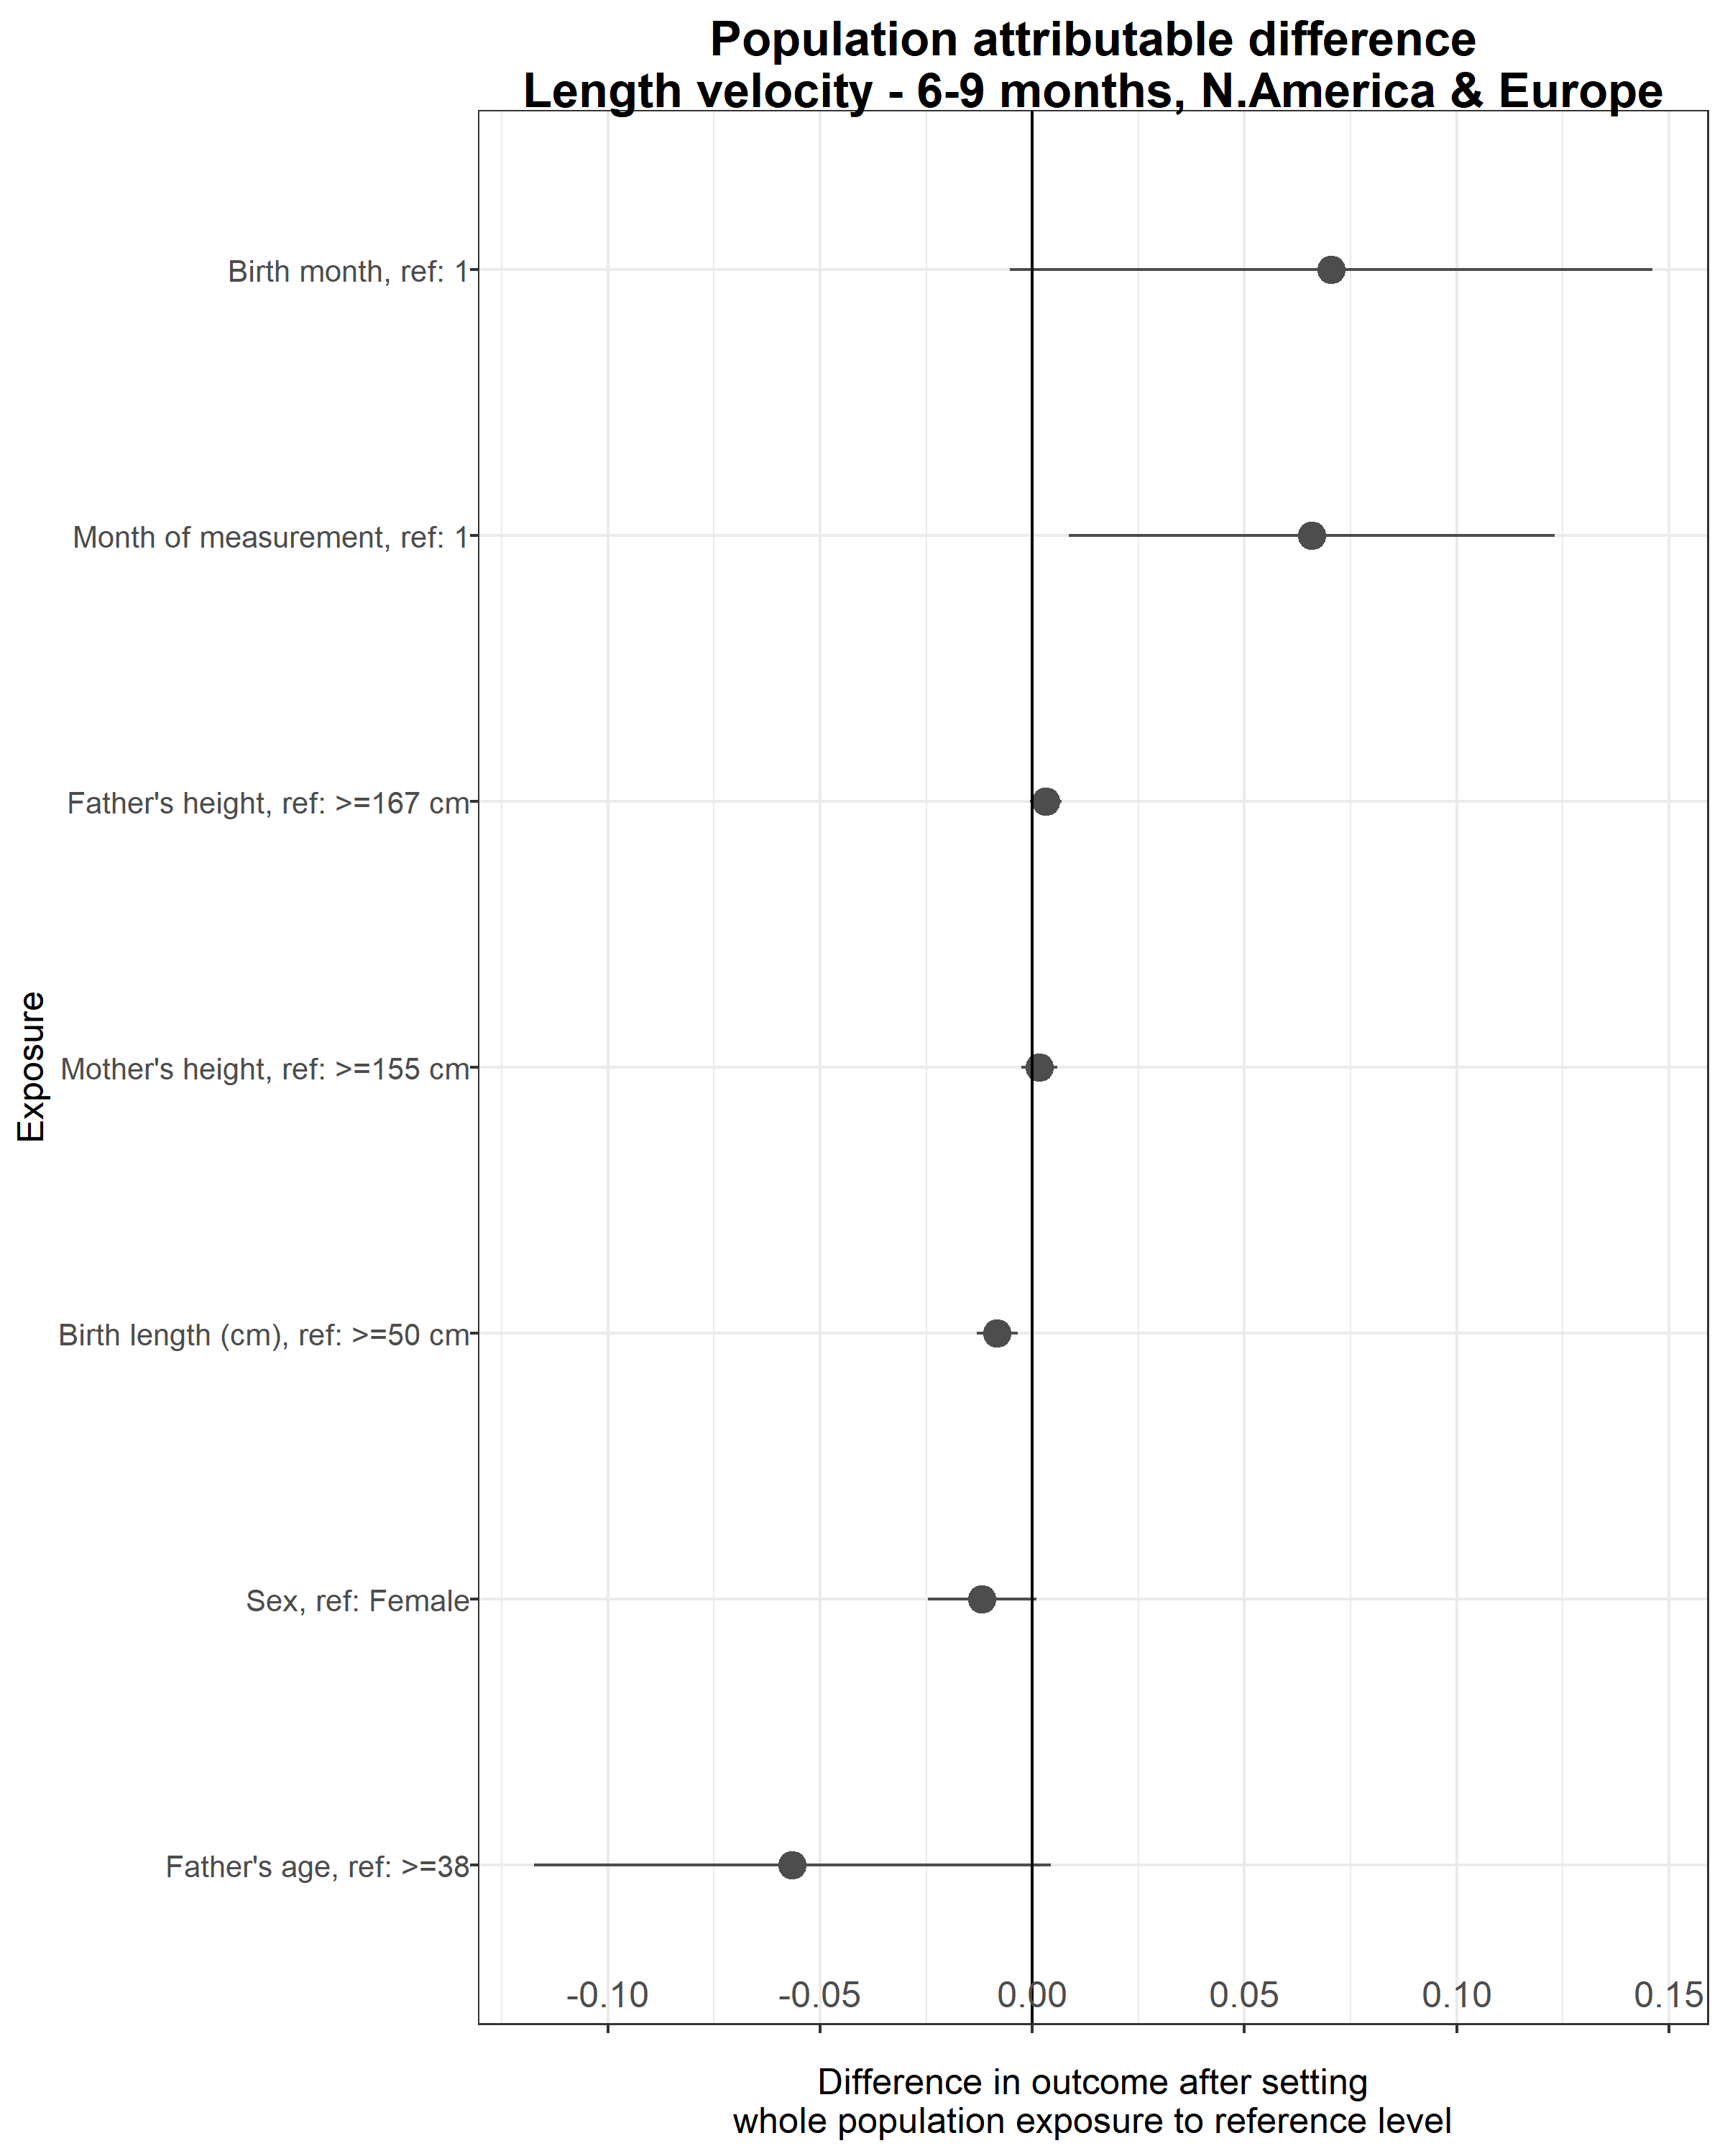 Population attributable difference
Length velocity - 6-9 months, N.America & Europe
Exposure
Birth month, ref: 1
Month of measurement, ref: 1
Father's height, ref: >=167 cm
Mother's height, ref: >=155 cm
Birth length (cm), ref: >=50 cm
Sex, ref: Female
Father's age, ref: >=38
-0.10 -0.05 0.00 0.05 0.10 0.15
Difference in outcome after setting
whole population exposure to reference level